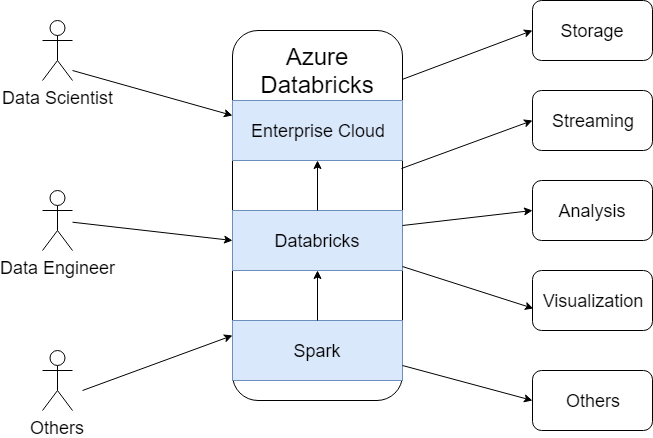 Data Scientist
Data Engineer
Others
Azure
Databricks
Enterprise Cloud
Databricks
Spark
Storage
Streaming
Analysis
Visualization
Others